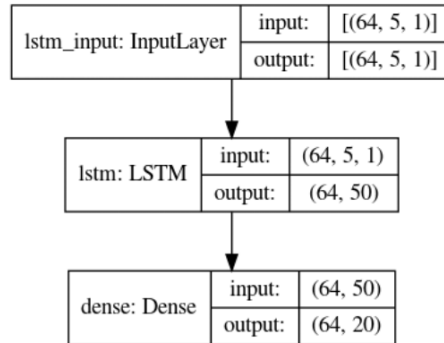 lstm_input: InputLayer
input: [(64, 5, 1)]
output: [(64, 5, 1)]
lstm: LSTM
input: (64, 5, 1)
output: (64, 50)
dense: Dense
input: (64, 50)
output: (64, 20)